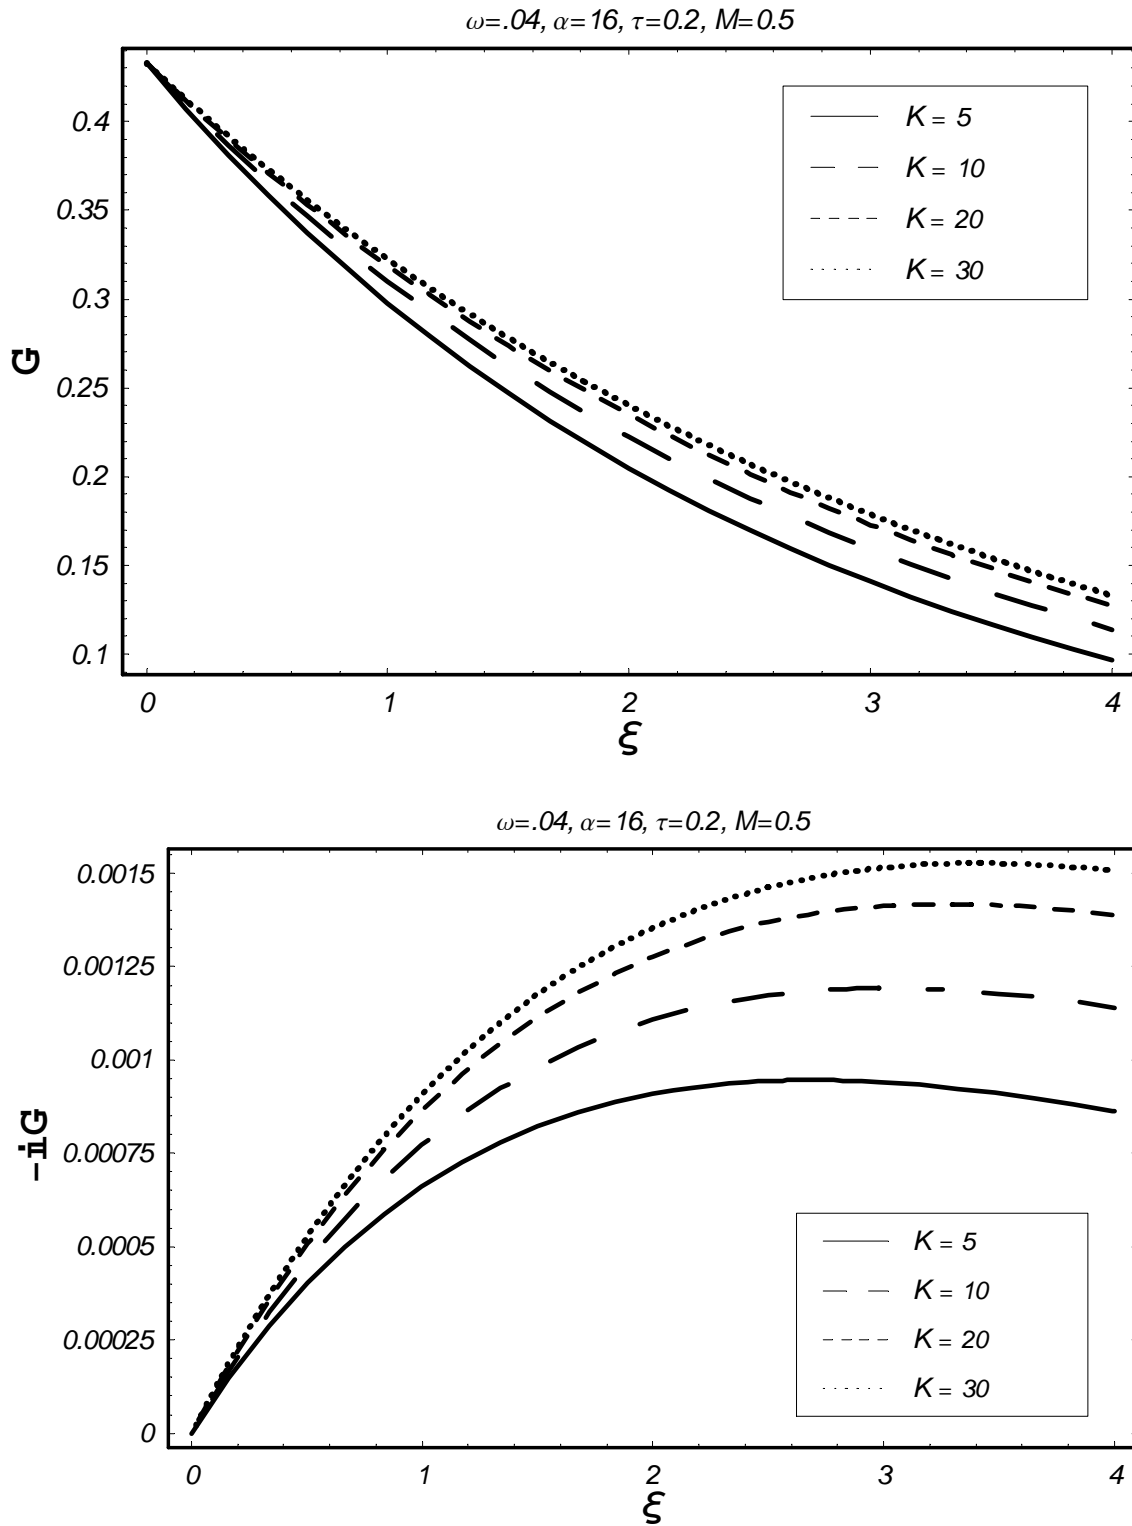 ω=.04, α=16, τ=0.2, M=0.5
K = 5
K = 10
K = 20
K = 30
0.4
0.35
0.3
0.25
0.2
0.15
0.1
G
0 1 2 3 4
ξ
ω=.04, α=16, τ=0.2, M=0.5
0.0015
0.00125
0.001
0.00075
0.0005
0.00025
0
-iiG
K = 5
K = 10
K = 20
K = 30
0 1 2 3 4
ξ